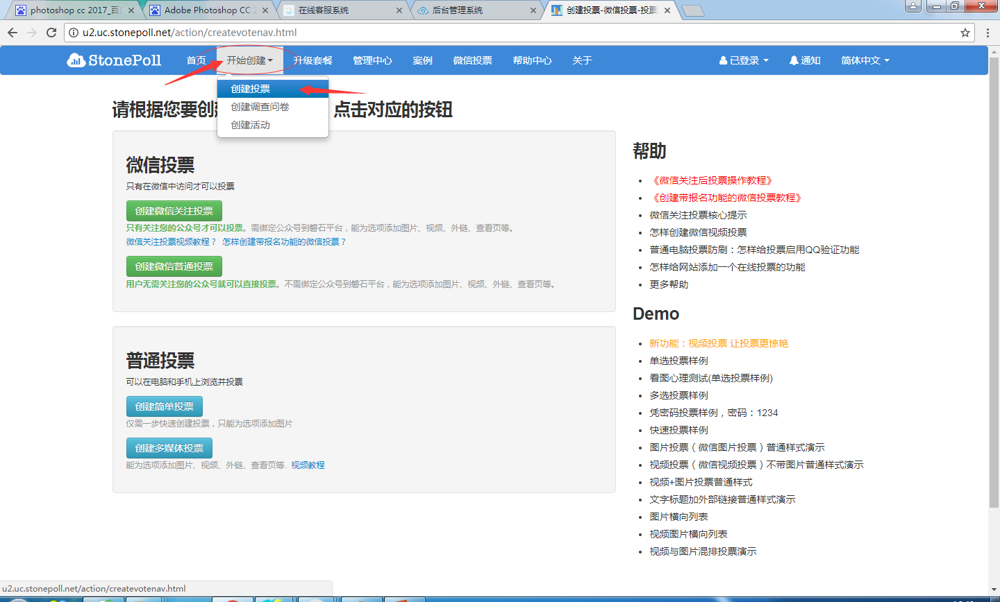 photoshop cc 2017_百
Adobe Photoshop CC 2
在线客服系统
后台管理系统
创建投票-微信投票-投票
u2.uc.stonepoll.net/action/createvotenav.html
StonePoll
首页
开始创建
升级套餐
管理中心
案例
微信投票
帮助中心
关于
已登录
通知
简体中文
创建投票
创建调查问卷
创建活动
请根据您要创
点击对应的按钮
微信投票
只有在微信中访问才可以投票
创建微信关注投票
只有关注您的公众号才可以投票。需绑定公众号到磐石平台，能为选项添加图片、视频、外链、查看页等。
微信关注投票视频教程？ 怎样创建带报名功能的微信投票？
创建微信普通投票
用户无需关注您的公众号就可以直接投票。不需绑定公众号到磐石平台，能为选项添加图片、视频、外链、查看页等。
普通投票
可以在电脑和手机上浏览并投票
创建简单投票
仅需一步快速创建投票，只能为选项添加图片
创建多媒体投票
能为选项添加图片、视频、外链、查看页等. 视频教程
帮助
《微信关注后投票操作教程》
《创建带报名功能的微信投票教程》
微信关注投票核心提示
怎样创建微信视频投票
普通电脑投票防刷：怎样给投票启用QQ验证功能
怎样给网站添加一个在线投票的功能
更多帮助
Demo
新功能：视频投票 让投票更惊艳
单选投票样例
看图心理测试(单选投票样例)
多选投票样例
凭密码投票样例，密码：1234
快速投票样例
图片投票（微信图片投票）普通样式演示
视频投票（微信视频投票）不带图片普通样式演示
视频+图片投票普通样式
文字标题加外部链接普通样式演示
图片横向列表
视频图片横向列表
视频与图片混排投票演示
u2.uc.stonepoll.net/action/createvotenav.html